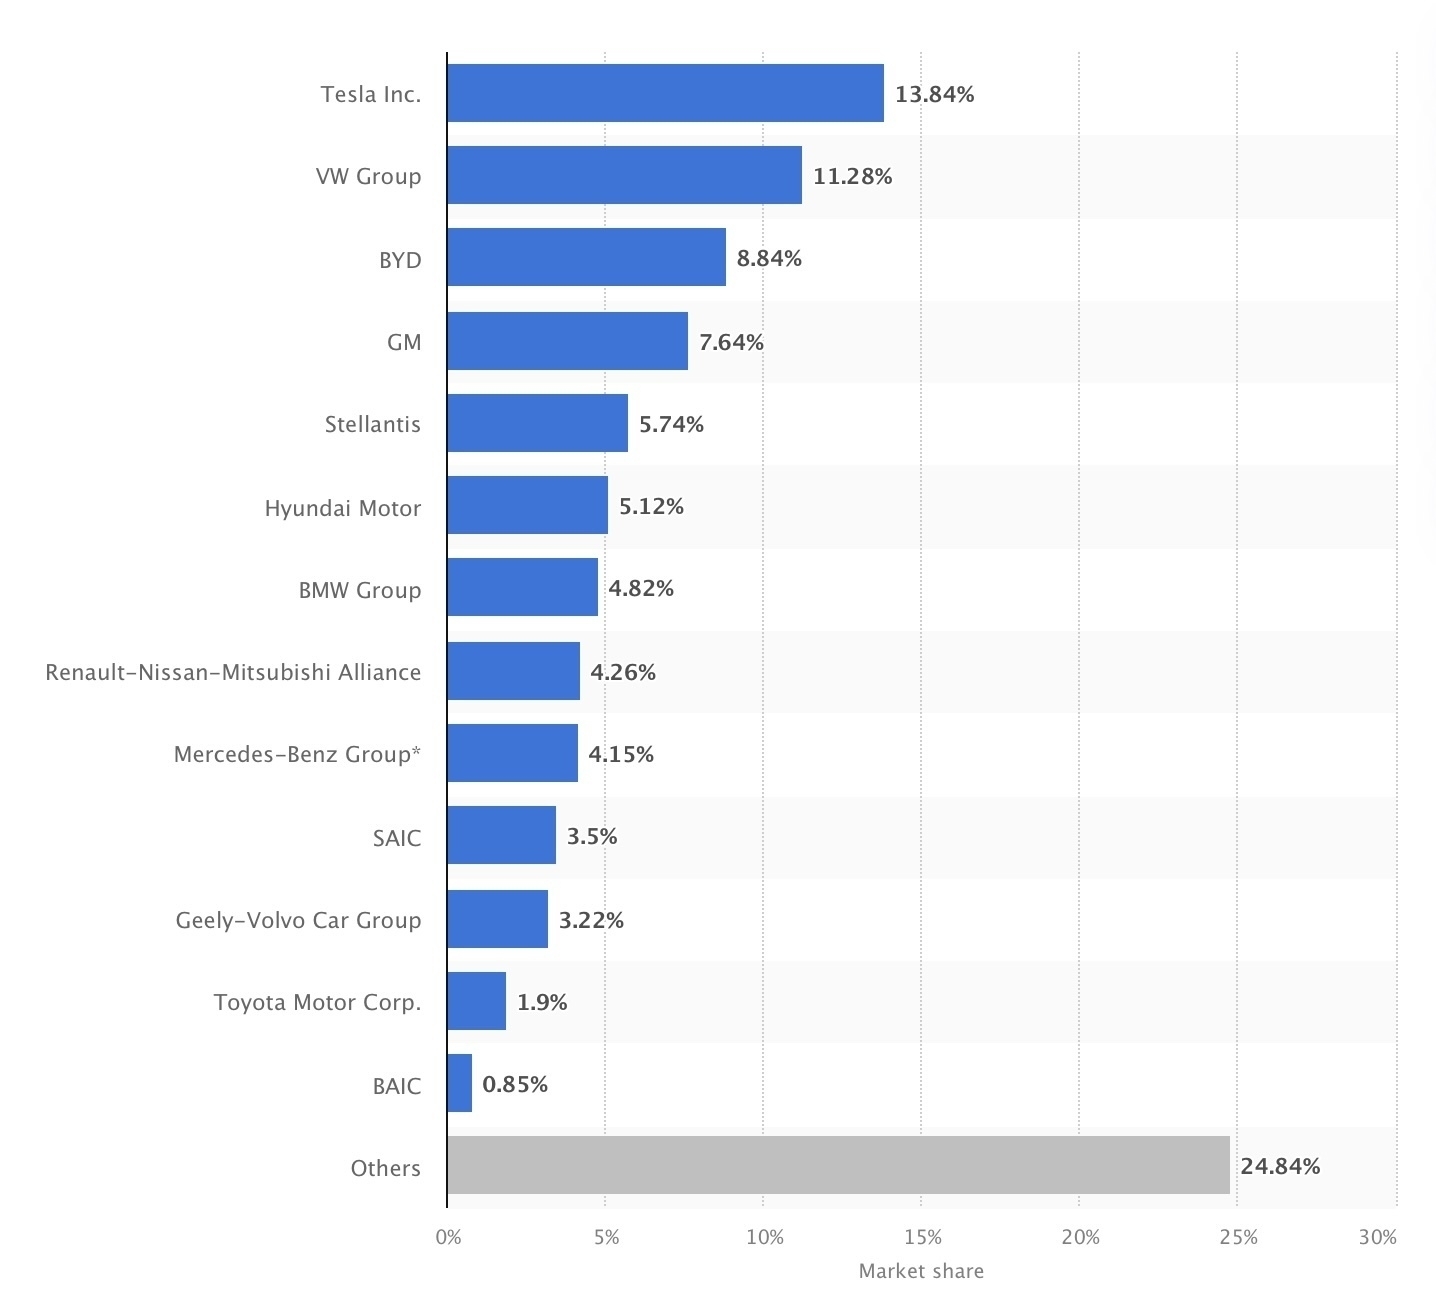 Tesla Inc. 13.84%
VW Group 11.28%
BYD 8.84%
GM 7.64%
Stellantis 5.74%
Hyundai Motor 5.12%
BMW Group 4.82%
Renault–Nissan–Mitsubishi Alliance 4.26%
Mercedes–Benz Group* 4.15%
SAIC 3.5%
Geely–Volvo Car Group 3.22%
Toyota Motor Corp. 1.9%
BAIC 0.85%
Others 24.84%
0% 5% 10% 15% 20% 25% 30%
Market share